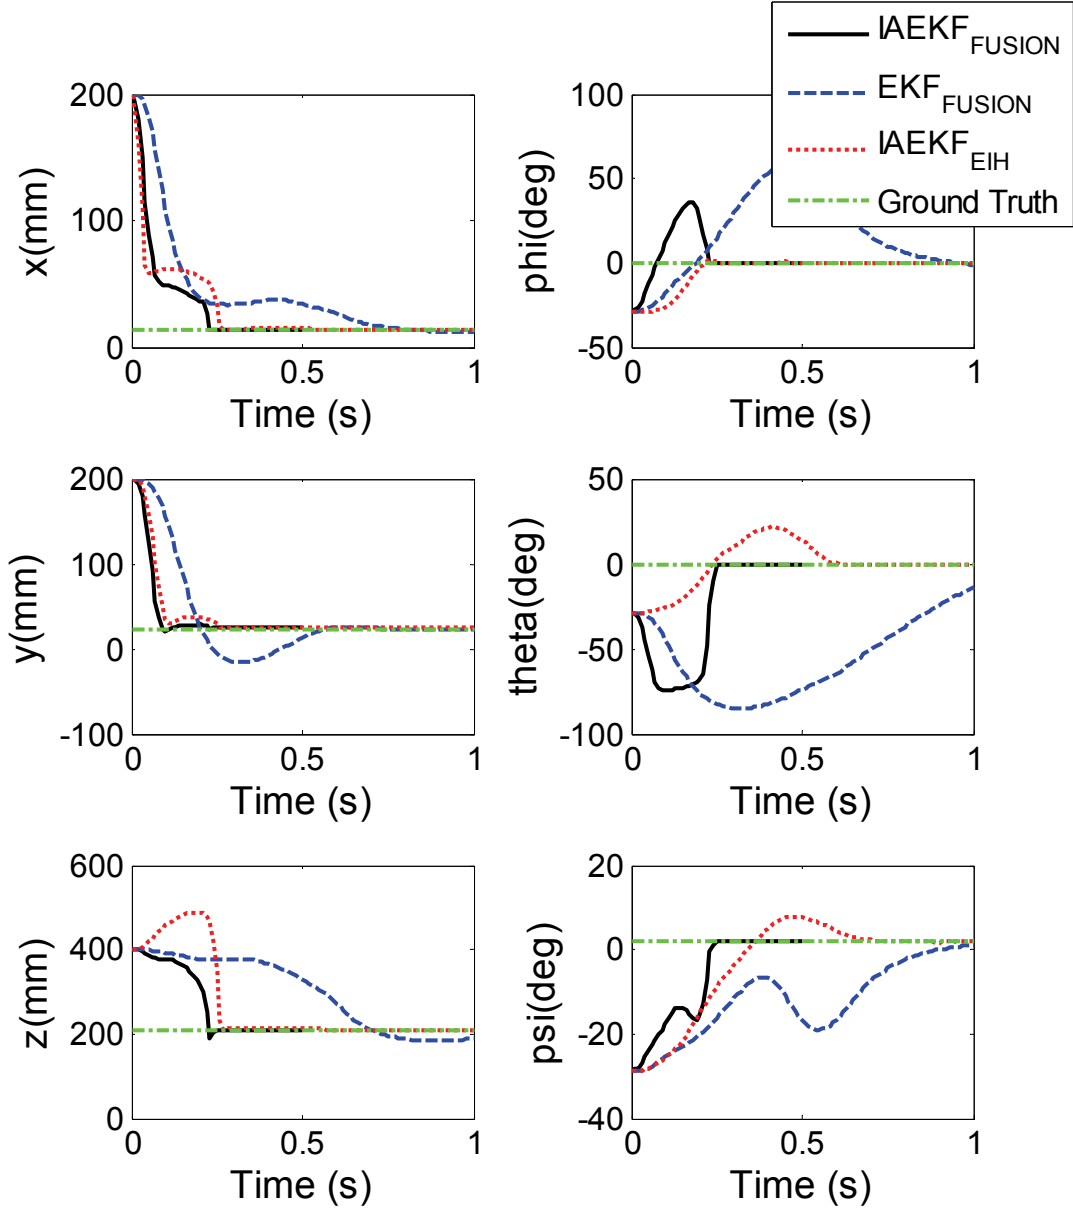 IAEKF_FUSION
EKF_FUSION
IAEKF_EIH
Ground Truth
200
100
0
x(mm)
0 0.5 1
Time (s)
100
50
0
-50
phi(deg)
0 0.5 1
Time (s)
200
100
0
-100
y(mm)
0 0.5 1
Time (s)
50
0
-50
-100
theta(deg)
0 0.5 1
Time (s)
600
400
200
0
z(mm)
0 0.5 1
Time (s)
20
0
-20
-40
psi(deg)
0 0.5 1
Time (s)